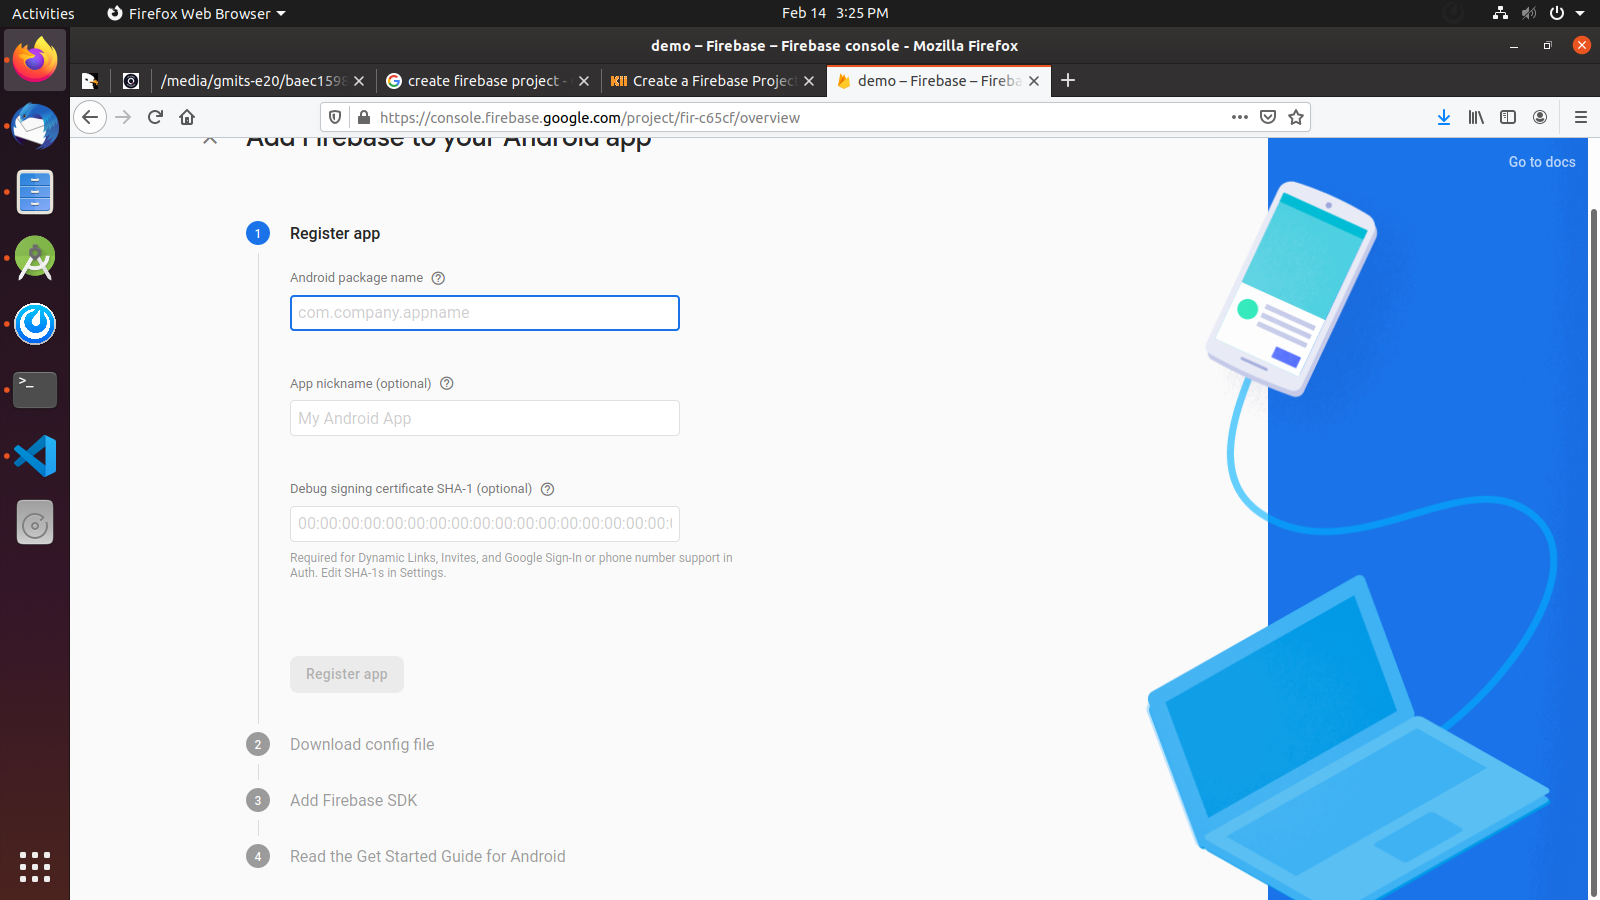 Activities
Firefox Web Browser
Feb 14 3:25 PM
demo – Firebase – Firebase console - Mozilla Firefox
/media/gmits-e20/baec1598
create firebase project -
Create a Firebase Project
demo – Firebase – Fireba
https://console.firebase.google.com/project/fir-c65cf/overview
Add Firebase to your Android app
Go to docs
1
Register app
Android package name
com.company.appname
App nickname (optional)
My Android App
Debug signing certificate SHA-1 (optional)
00:00:00:00:00:00:00:00:00:00:00:00:00:00:00:00:00:
Required for Dynamic Links, Invites, and Google Sign-In or phone number support in
Auth. Edit SHA-1s in Settings.
Register app
2
Download config file
3
Add Firebase SDK
4
Read the Get Started Guide for Android